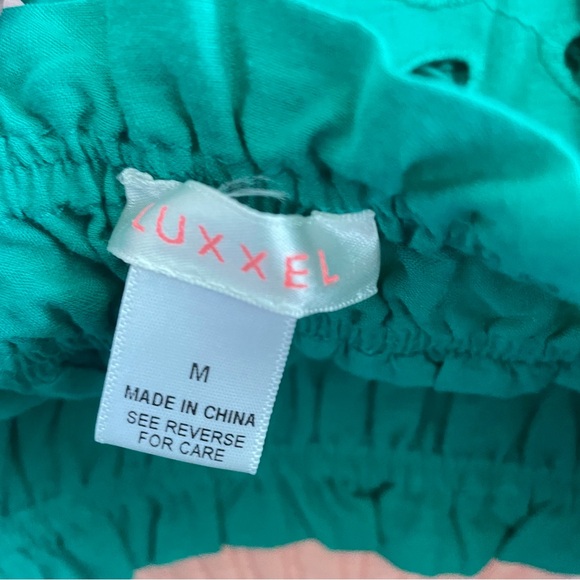 LUXXEL
M
MADE IN CHINA
SEE REVERSE
FOR CARE